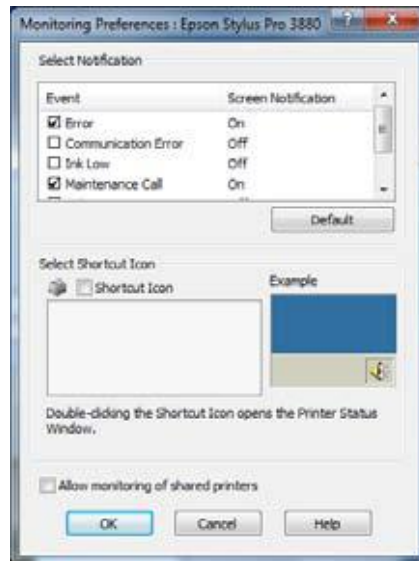 Monitoring Preferences : Epson Stylus Pro 3880
Select Notification
Event Screen Notification
Error On
Communication Error Off
Ink Low Off
Maintenance Call On
Default
Select Shortcut Icon
Shortcut Icon
Example
Double-clicking the Shortcut Icon opens the Printer Status
Window.
Allow monitoring of shared printers
OK Cancel Help